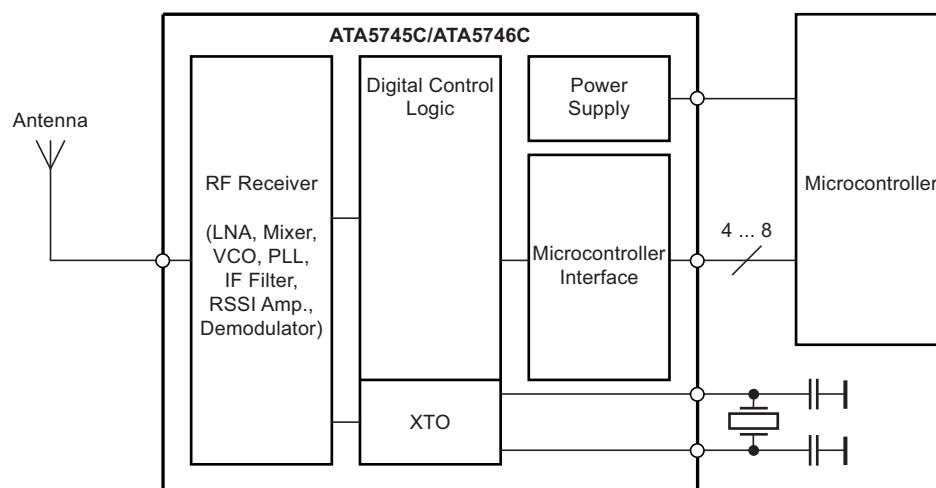 ATA5745C/ATA5746C
Antenna
RF Receiver
(LNA, Mixer,
VCO, PLL,
IF Filter,
RSSI Amp.,
Demodulator)
Digital Control
Logic
XTO
Power
Supply
Microcontroller
Interface
4 ... 8
Microcontroller